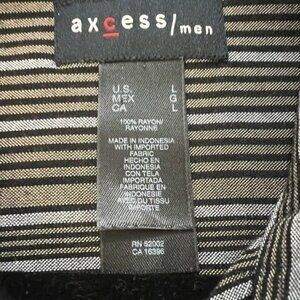 axcess/men
U.S. L
MEX G
CA L
100% RAYON/
RAYONNE
MADE IN INDONESIA
WITH IMPORTED
FABRIC
HECHO EN
INDONESIA
CON TELA
IMPORTADA
FABRIQUE EN
INDONESIE
AVEC DU TISSU
IMPORTE
RN 52002
CA 16396